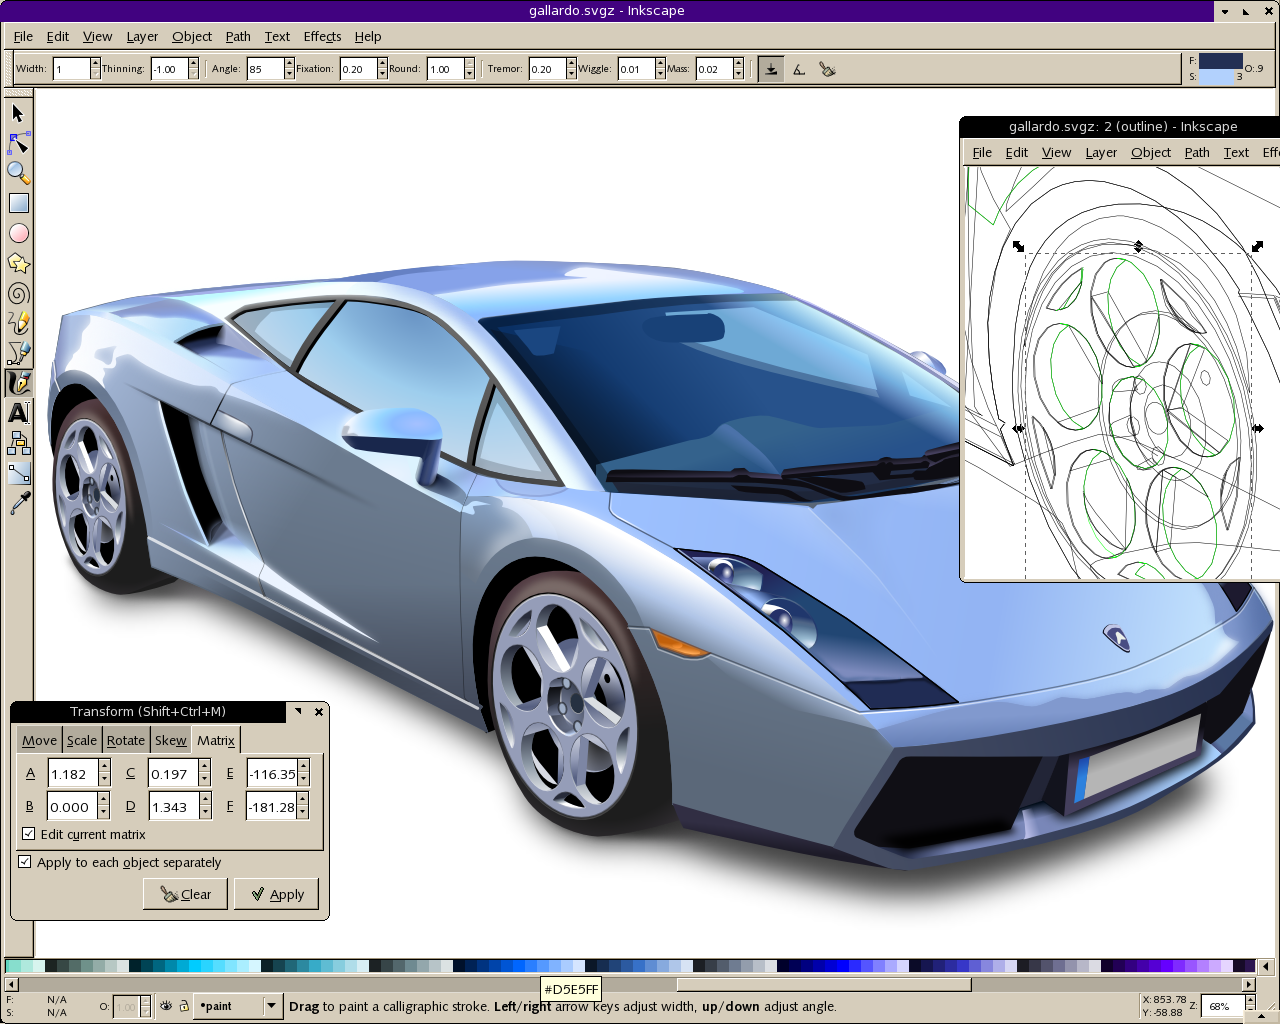 gallardo.svgz - Inkscape
File Edit View Layer Object Path Text Effects Help
Width: 1 Thinning: -1.00 Angle: 85 Fixation: 0.20 Round: 1.00 Tremor: 0.20 Wiggle: 0.01 Mass: 0.02
F:
S: 3
O:.9
gallardo.svgz: 2 (outline) - Inkscape
File Edit View Layer Object Path Text Effe
Transform (Shift+Ctrl+M)
Move Scale Rotate Skew Matrix
A 1.182 C 0.197 E -116.35
B 0.000 D 1.343 F -181.28
Edit current matrix
Apply to each object separately
Clear Apply
#D5E5FF
F: N/A
S: N/A
O: 1.00
•paint
Drag to paint a calligraphic stroke. Left/right arrow keys adjust width, up/down adjust angle.
X: 853.78
Y: -58.88
Z: 68%